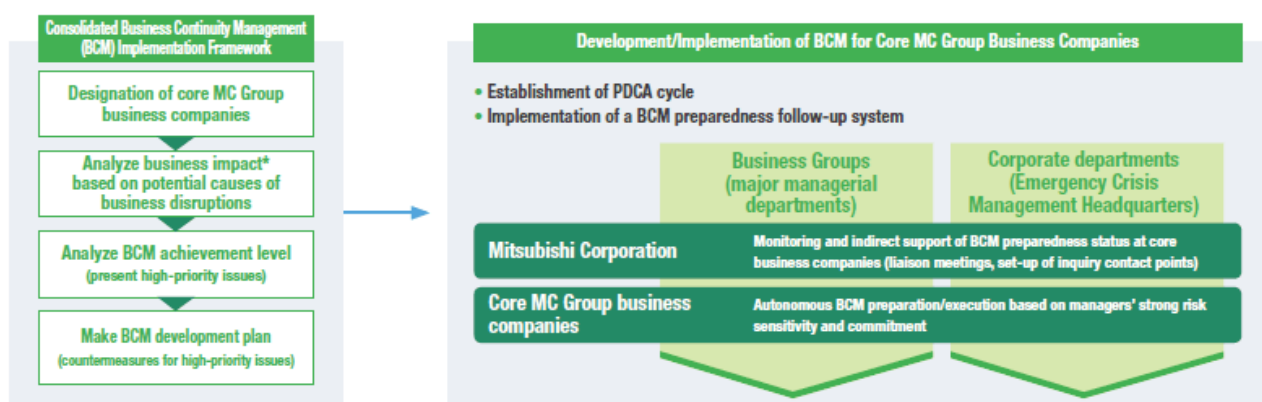 Consolidated Business Continuity Management
(BCM) Implementation Framework
Designation of core MC Group
business companies
Analyze business impact*
based on potential causes of
business disruptions
Analyze BCM achievement level
(present high-priority issues)
Make BCM development plan
(countermeasures for high-priority issues)
Development/Implementation of BCM for Core MC Group Business Companies
• Establishment of PDCA cycle
• Implementation of a BCM preparedness follow-up system
Business Groups
(major managerial
departments)
Corporate departments
(Emergency Crisis
Management Headquarters)
Mitsubishi Corporation
Monitoring and indirect support of BCM preparedness status at core
business companies (liaison meetings, set-up of inquiry contact points)
Core MC Group business
companies
Autonomous BCM preparation/execution based on managers' strong risk
sensitivity and commitment